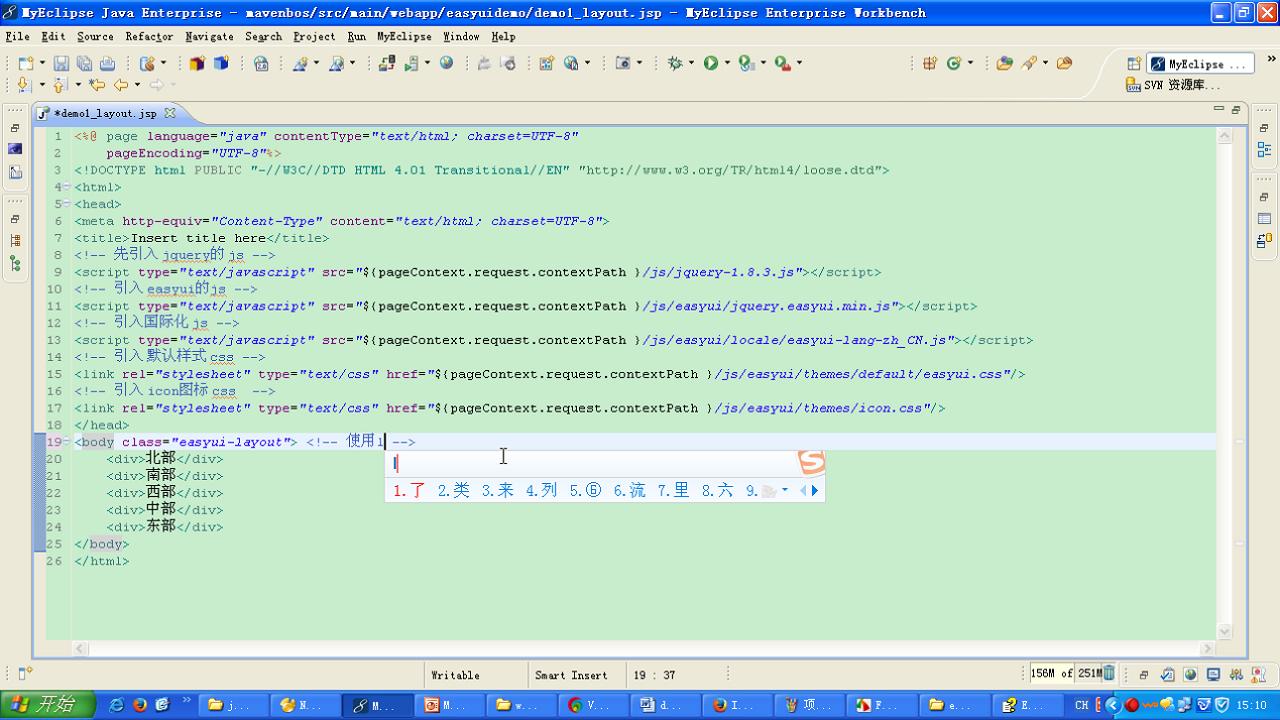 MyEclipse Java Enterprise - mavenbos/src/main/webapp/easyuidemo/demo1_layout.jsp - MyEclipse Enterprise Workbench
File Edit Source Refactor Navigate Search Project Run MyEclipse Window Help
MyEclipse ...
SVN 资源库...
*demo1_layout.jsp
1 <%@ page language="java" contentType="text/html; charset=UTF-8"
2 pageEncoding="UTF-8"%>
3 <!DOCTYPE html PUBLIC "-//W3C//DTD HTML 4.01 Transitional//EN" "http://www.w3.org/TR/html4/loose.dtd">
4 <html>
5 <head>
6 <meta http-equiv="Content-Type" content="text/html; charset=UTF-8">
7 <title>Insert title here</title>
8 <!-- 先引入 jquery的 js -->
9 <script type="text/javascript" src="${pageContext.request.contextPath }/js/jquery-1.8.3.js"></script>
10 <!-- 引入 easyui的js -->
11 <script type="text/javascript" src="${pageContext.request.contextPath }/js/easyui/jquery.easyui.min.js"></script>
12 <!-- 引入国际化 js -->
13 <script type="text/javascript" src="${pageContext.request.contextPath }/js/easyui/locale/easyui-lang-zh_CN.js"></script>
14 <!-- 引入 默认样式 css -->
15 <link rel="stylesheet" type="text/css" href="${pageContext.request.contextPath }/js/easyui/themes/default/easyui.css"/>
16 <!-- 引入 icon图标 css  -->
17 <link rel="stylesheet" type="text/css" href="${pageContext.request.contextPath }/js/easyui/themes/icon.css"/>
18 </head>
19 <body class="easyui-layout"> <!-- 使用l -->
l
1.了 2.类 3.来 4.列 5.⑥ 6.流 7.里 8.六 9.
20 <div>北部</div>
21 <div>南部</div>
22 <div>西部</div>
23 <div>中部</div>
24 <div>东部</div>
25 </body>
26 </html>
Writable Smart Insert 19 : 37 156M of 251M
开始 j... N... M... M... w... V... d... I... 项... F... e... E... CH 15:10